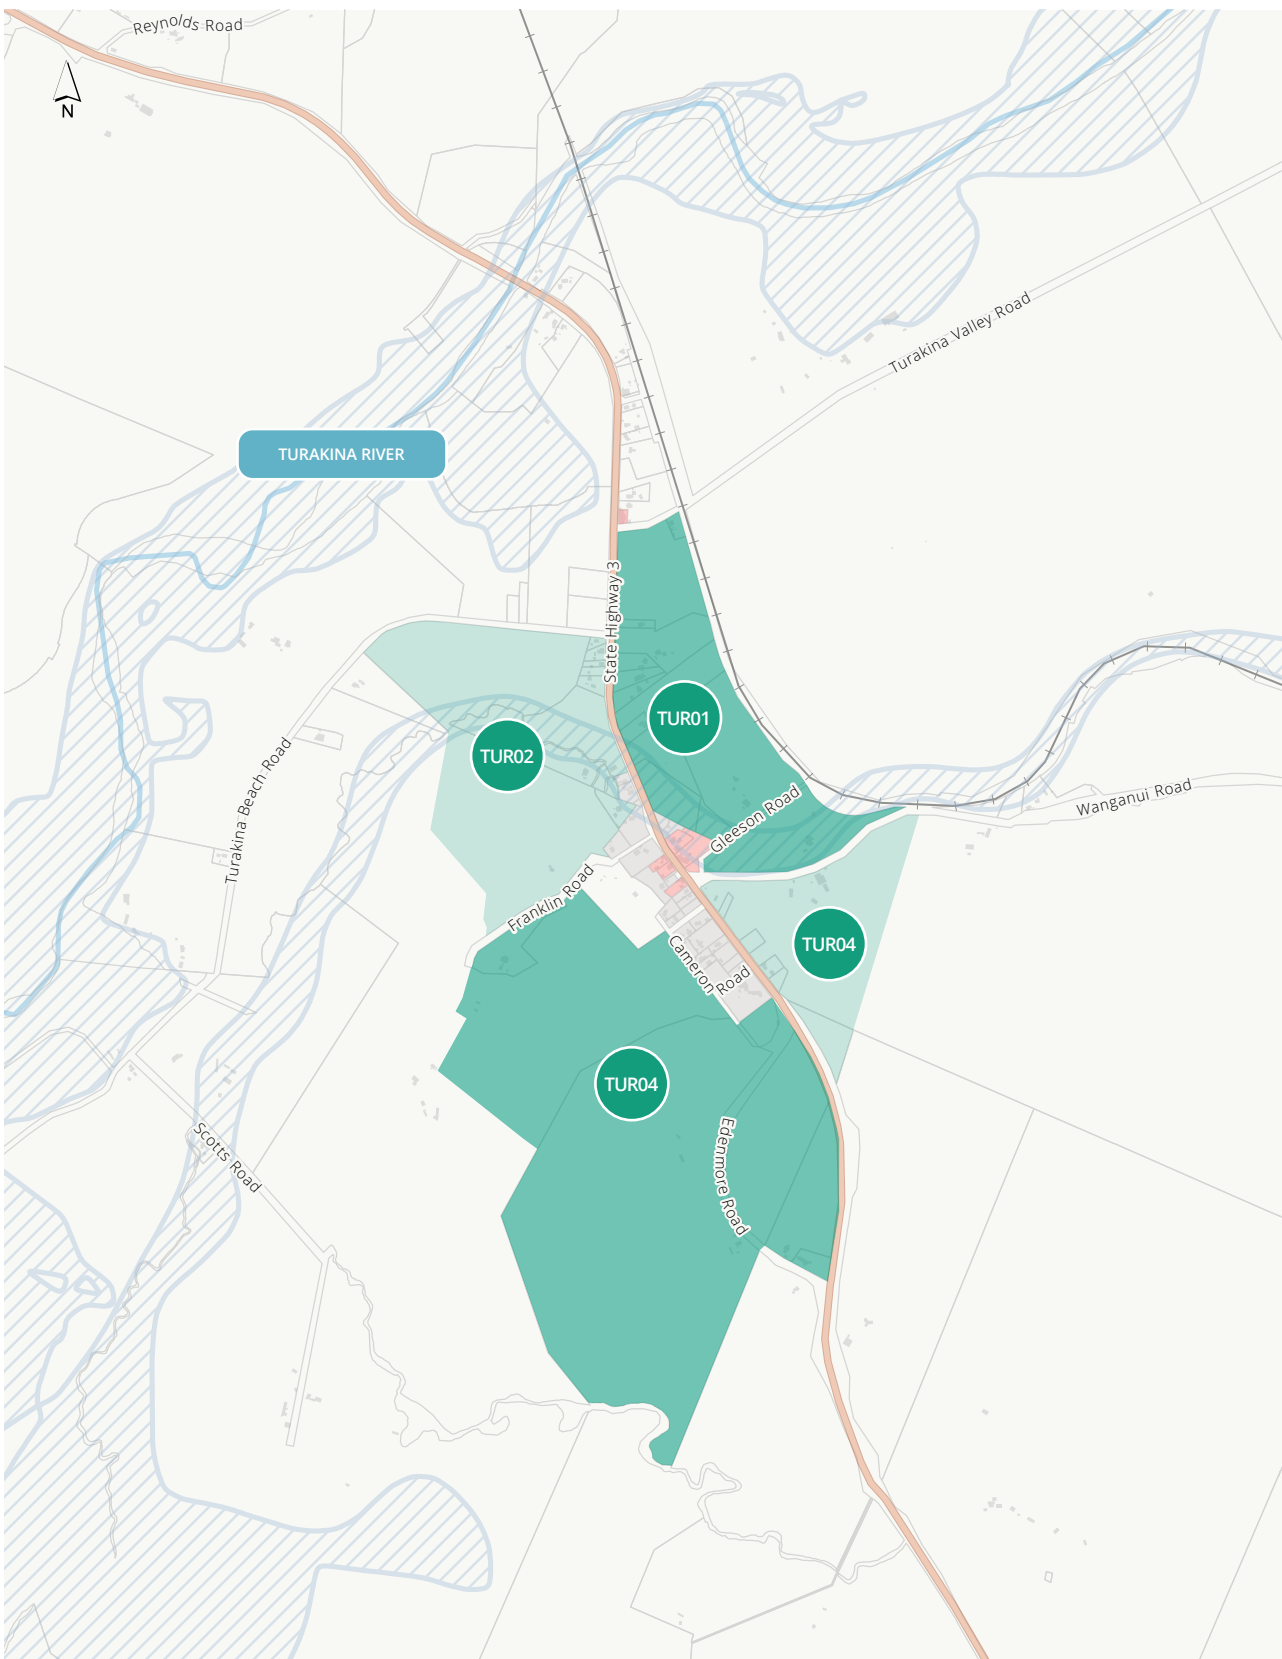 Reynolds Road
N
Turakina Valley Road
TURAKINA RIVER
State Highway 3
TUR01
TUR02
Turakina Beach Road
Gleeson Road
Wanganui Road
Franklin Road
TUR04
Cameron Road
TUR04
Edenmore Road
Scotts Road